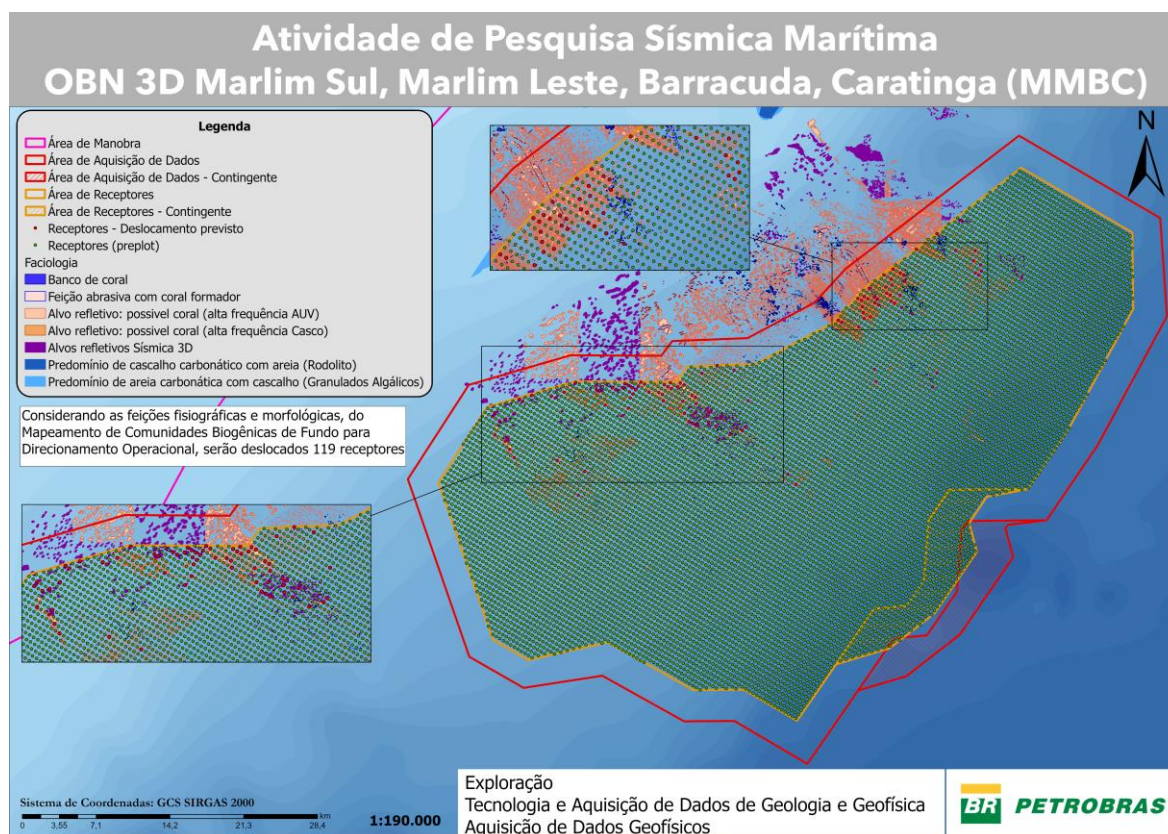 Atividade de Pesquisa Sísmica Marítima
OBN 3D Marlim Sul, Marlim Leste, Barracuda, Caratinga (MMBC)
Legenda
Área de Manobra
Área de Aquisição de Dados
Área de Aquisição de Dados - Contingente
Área de Receptores
Área de Receptores - Contingente
Receptores - Deslocamento previsto
Receptores (preplot)
Faciologia
Banco de coral
Feição abrasiva com coral formador
Alvo refletivo: possivel coral (alta frequência AUV)
Alvo refletivo: possivel coral (alta frequência Casco)
Alvos refletivos Sísmica 3D
Predomínio de cascalho carbonático com areia (Rodolito)
Predomínio de areia carbonática com cascalho (Granulados Algálicos)
N
Considerando as feições fisiográficas e morfológicas, do
Mapeamento de Comunidades Biogênicas de Fundo para
Direcionamento Operacional, serão deslocados 119 receptores
Sistema de Coordenadas: GCS SIRGAS 2000
km
0 3,55 7,1 14,2 21,3 28,4
1:190.000
Exploração
Tecnologia e Aquisição de Dados de Geologia e Geofísica
Aquisição de Dados Geofísicos
BR PETROBRAS